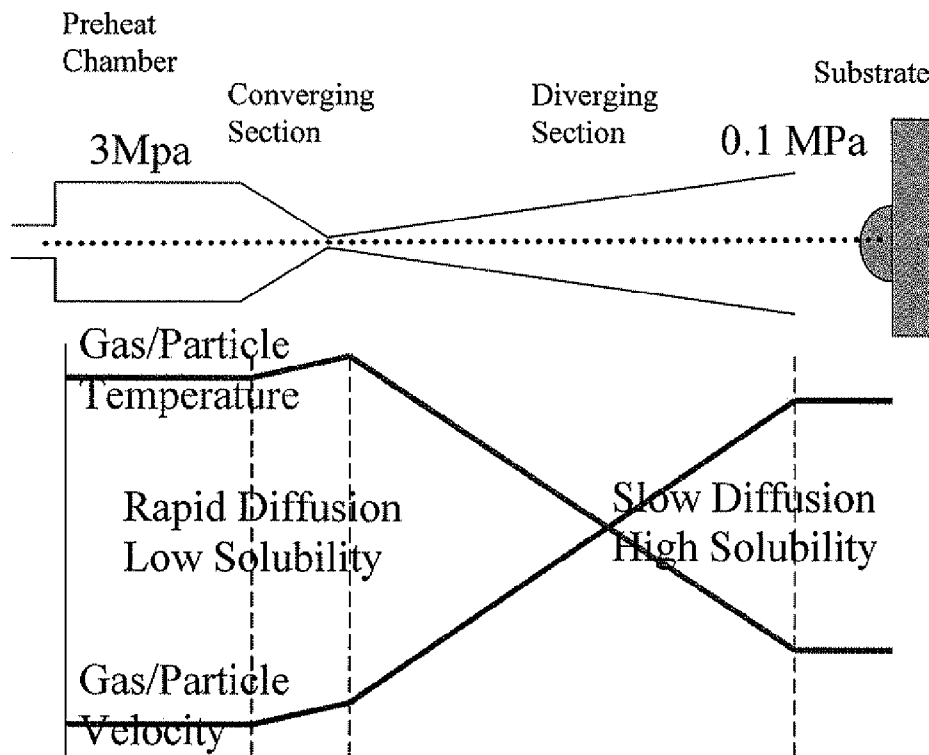 Preheat
Chamber
Converging
Section
Diverging
Section
Substrate
3Mpa
0.1 MPa
Gas/Particle
Temperature
Rapid Diffusion
Low Solubility
Slow Diffusion
High Solubility
Gas/Particle
Velocity